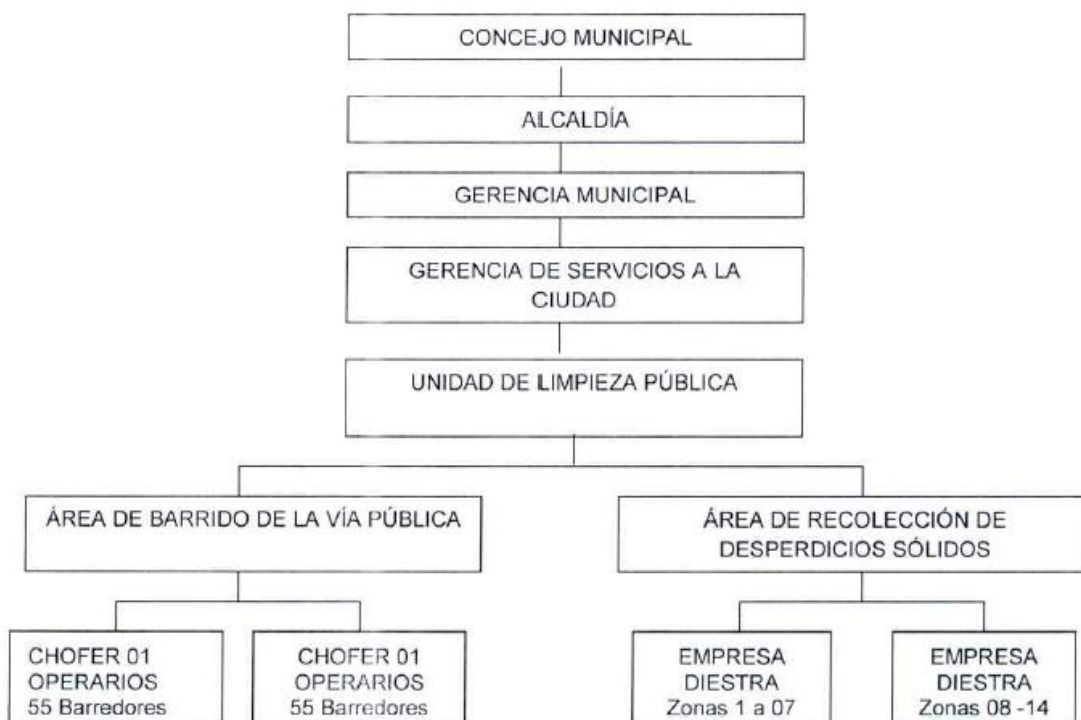 CONCEJO MUNICIPAL
ALCALDÍA
GERENCIA MUNICIPAL
GERENCIA DE SERVICIOS A LA
CIUDAD
UNIDAD DE LIMPIEZA PÚBLICA
ÁREA DE BARRIDO DE LA VÍA PÚBLICA
ÁREA DE RECOLECCIÓN DE
DESPERDICIOS SÓLIDOS
CHOFER 01
OPERARIOS
55 Barredores
CHOFER 01
OPERARIOS
55 Barredores
EMPRESA
DIESTRA
Zonas 1 a 07
EMPRESA
DIESTRA
Zonas 08 -14